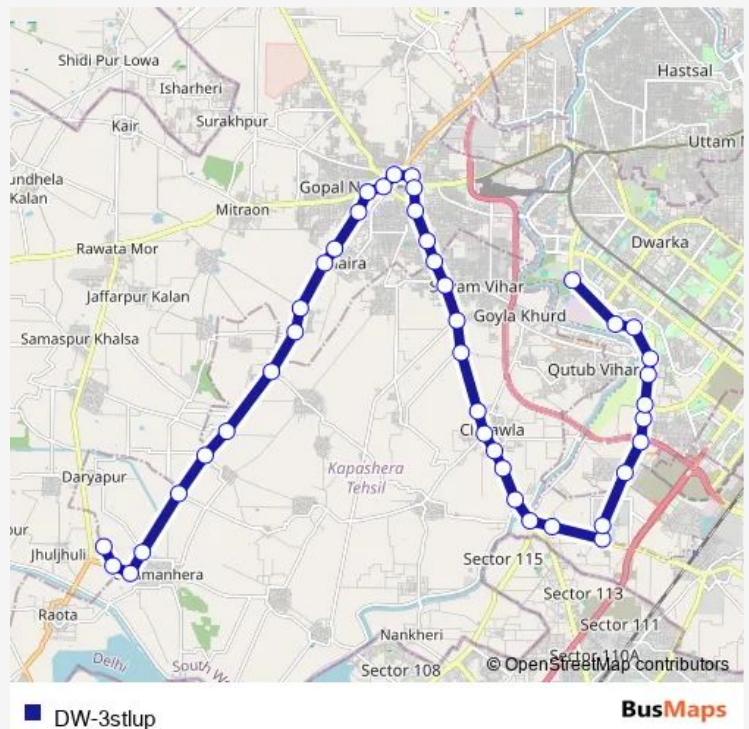 Shidi Pur Lowa
Hastsal
Isharheri
Surakhpur
Kair
Uttam N
undhela
Kalan
Gopal N
Mitraon
Dwarka
Rawata Mor
aira
Jaffarpur Kalan
Vihar
Goyla Khurd
Samaspur Khalsa
Qutub Vihar
awla
Kapashera
Tehsil
Daryapur
Jhuljhuli
manhera
Sector 115
Sector 113
Raota
Sector 111
Nankheri
Delhi
South W
Sector 108
Sector 110A
© OpenStreetMap contributors
DW-3stlup
BusMaps